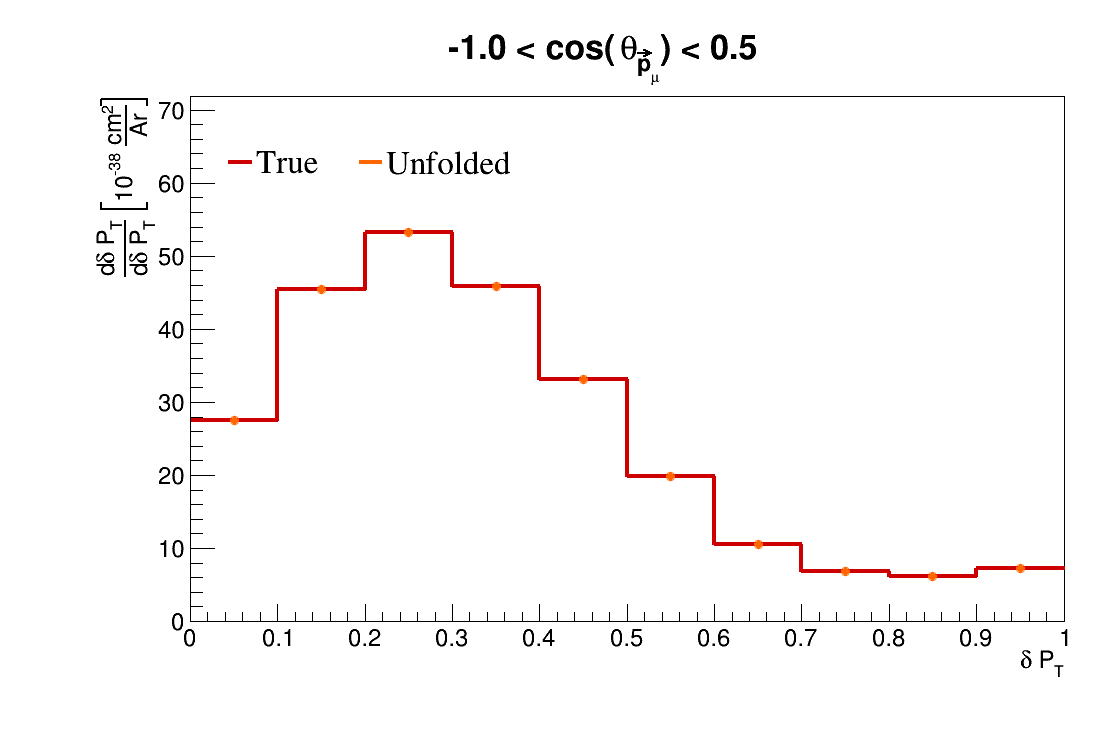 -1.0 < cos(θ_{\vec{p}_μ}) < 0.5
dδ P_T / dδ P_T [10^{-38} cm^2 / Ar]
70
True Unfolded
60
50
40
30
20
10
0
0 0.1 0.2 0.3 0.4 0.5 0.6 0.7 0.8 0.9 1
δ P_T